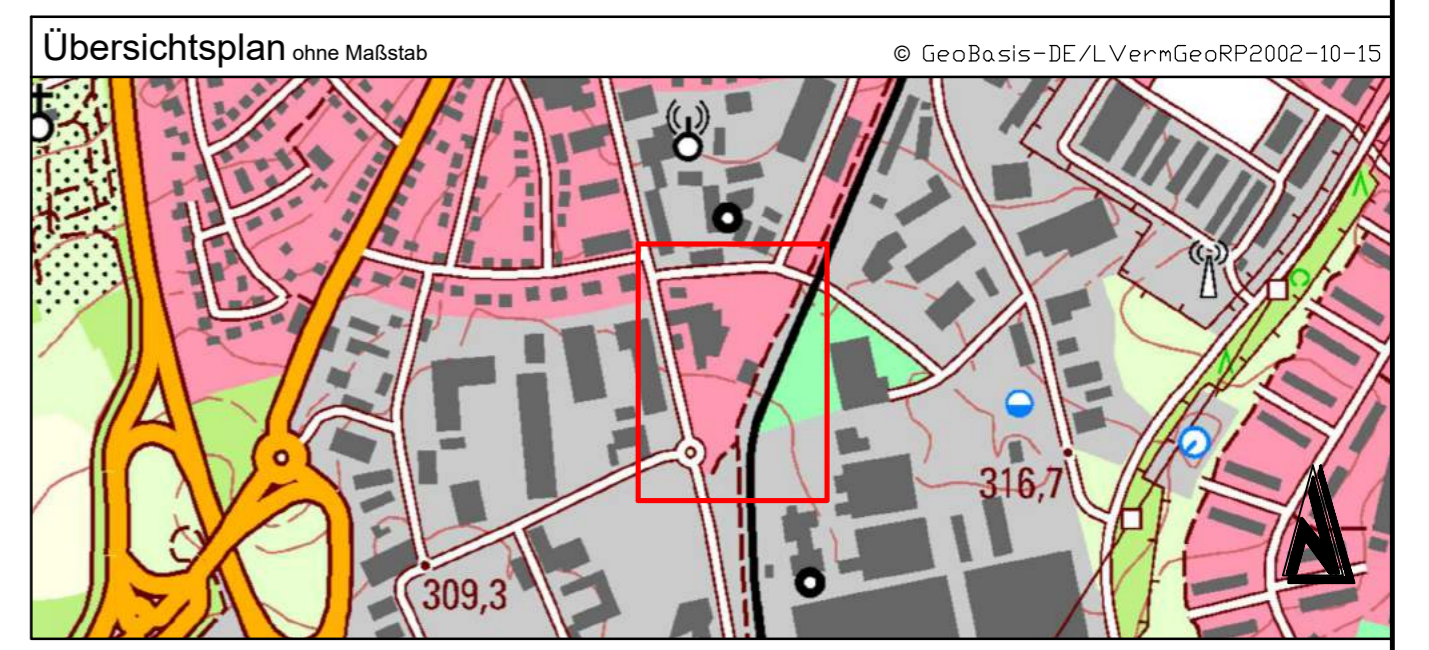 Übersichtsplan ohne Maßstab
© GeoBasis-DE/LVermGeoRP2002-10-15
316,7
309,3
N